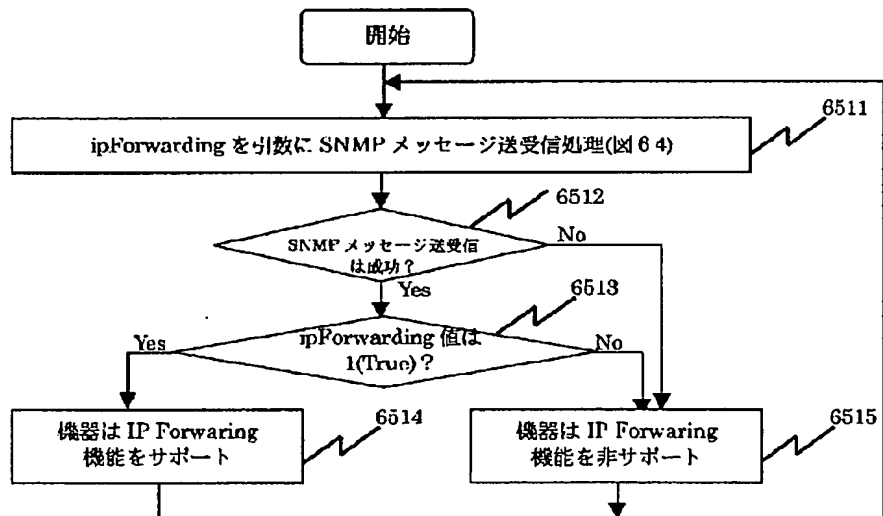 開始
6511
ipForwarding を引数に SNMP メッセージ送受信処理(図 6 4)
6512
SNMP メッセージ送受信
は成功？
No
Yes
6513
ipForwarding 値は
1(True)？
Yes
No
6514
機器は IP Forwaring
機能をサポート
6515
機器は IP Forwaring
機能を非サポート